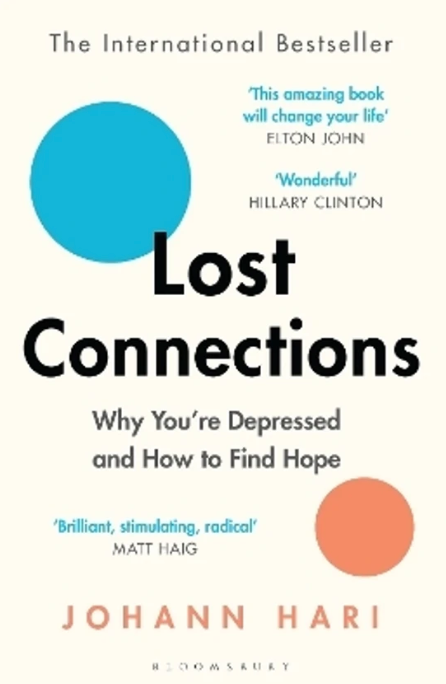 The International Bestseller
‘This amazing book
will change your life’
ELTON JOHN
‘Wonderful’
HILLARY CLINTON
Lost
Connections
Why You’re Depressed
and How to Find Hope
‘Brilliant, stimulating, radical’
MATT HAIG
JOHANN HARI
BLOOMSBURY